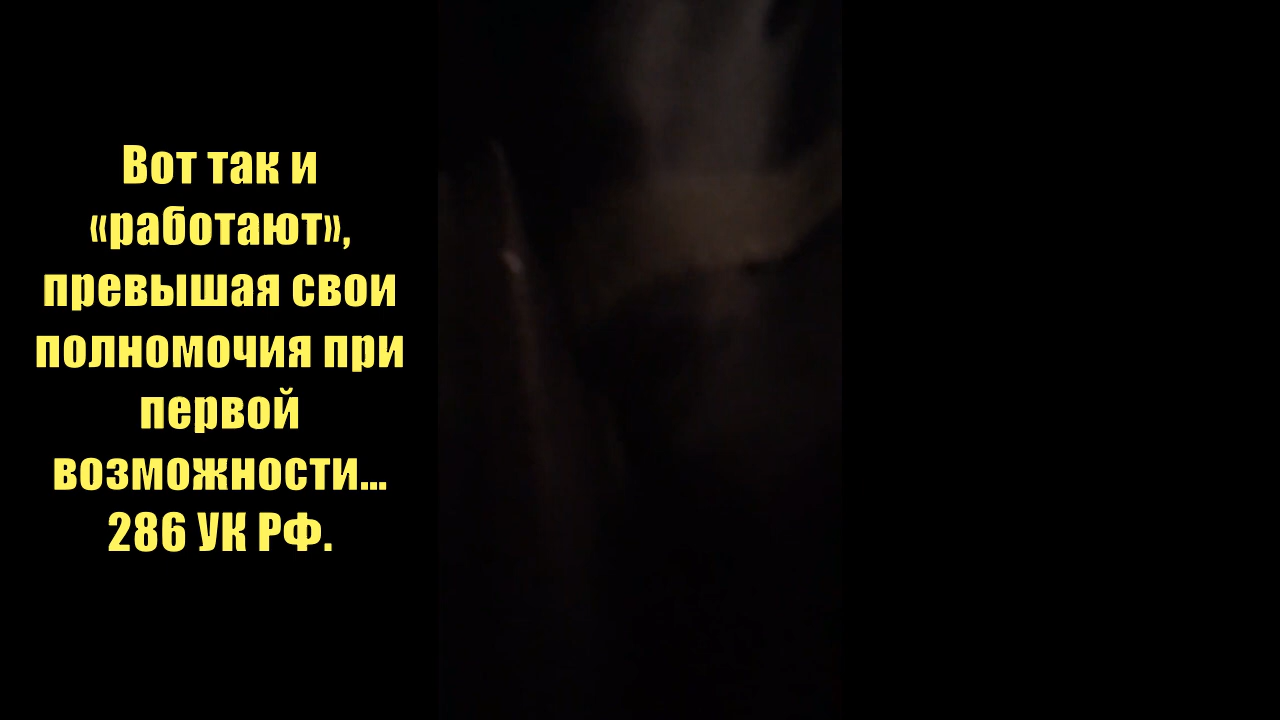 Вот так и
«работают»,
превышая свои
полномочия при
первой
возможности...
286 УК РФ.